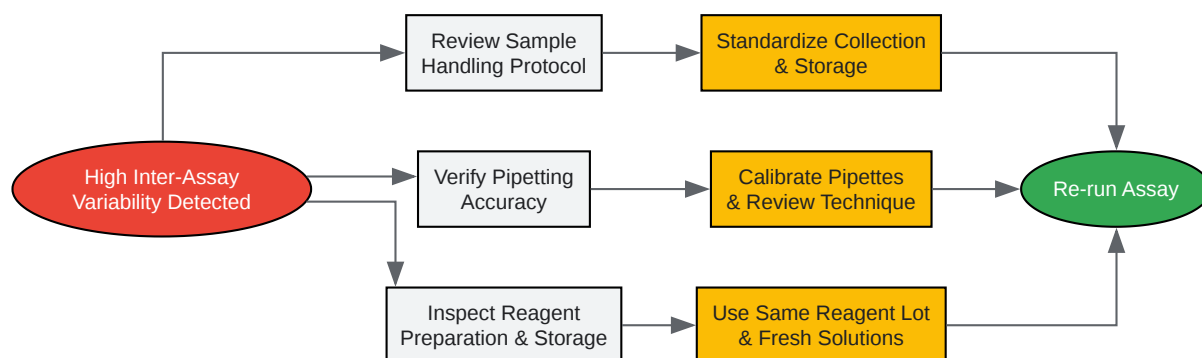 Review Sample
Handling Protocol
Standardize Collection
& Storage
High Inter-Assay
Variability Detected
Verify Pipetting
Accuracy
Calibrate Pipettes
& Review Technique
Re-run Assay
Inspect Reagent
Preparation & Storage
Use Same Reagent Lot
& Fresh Solutions